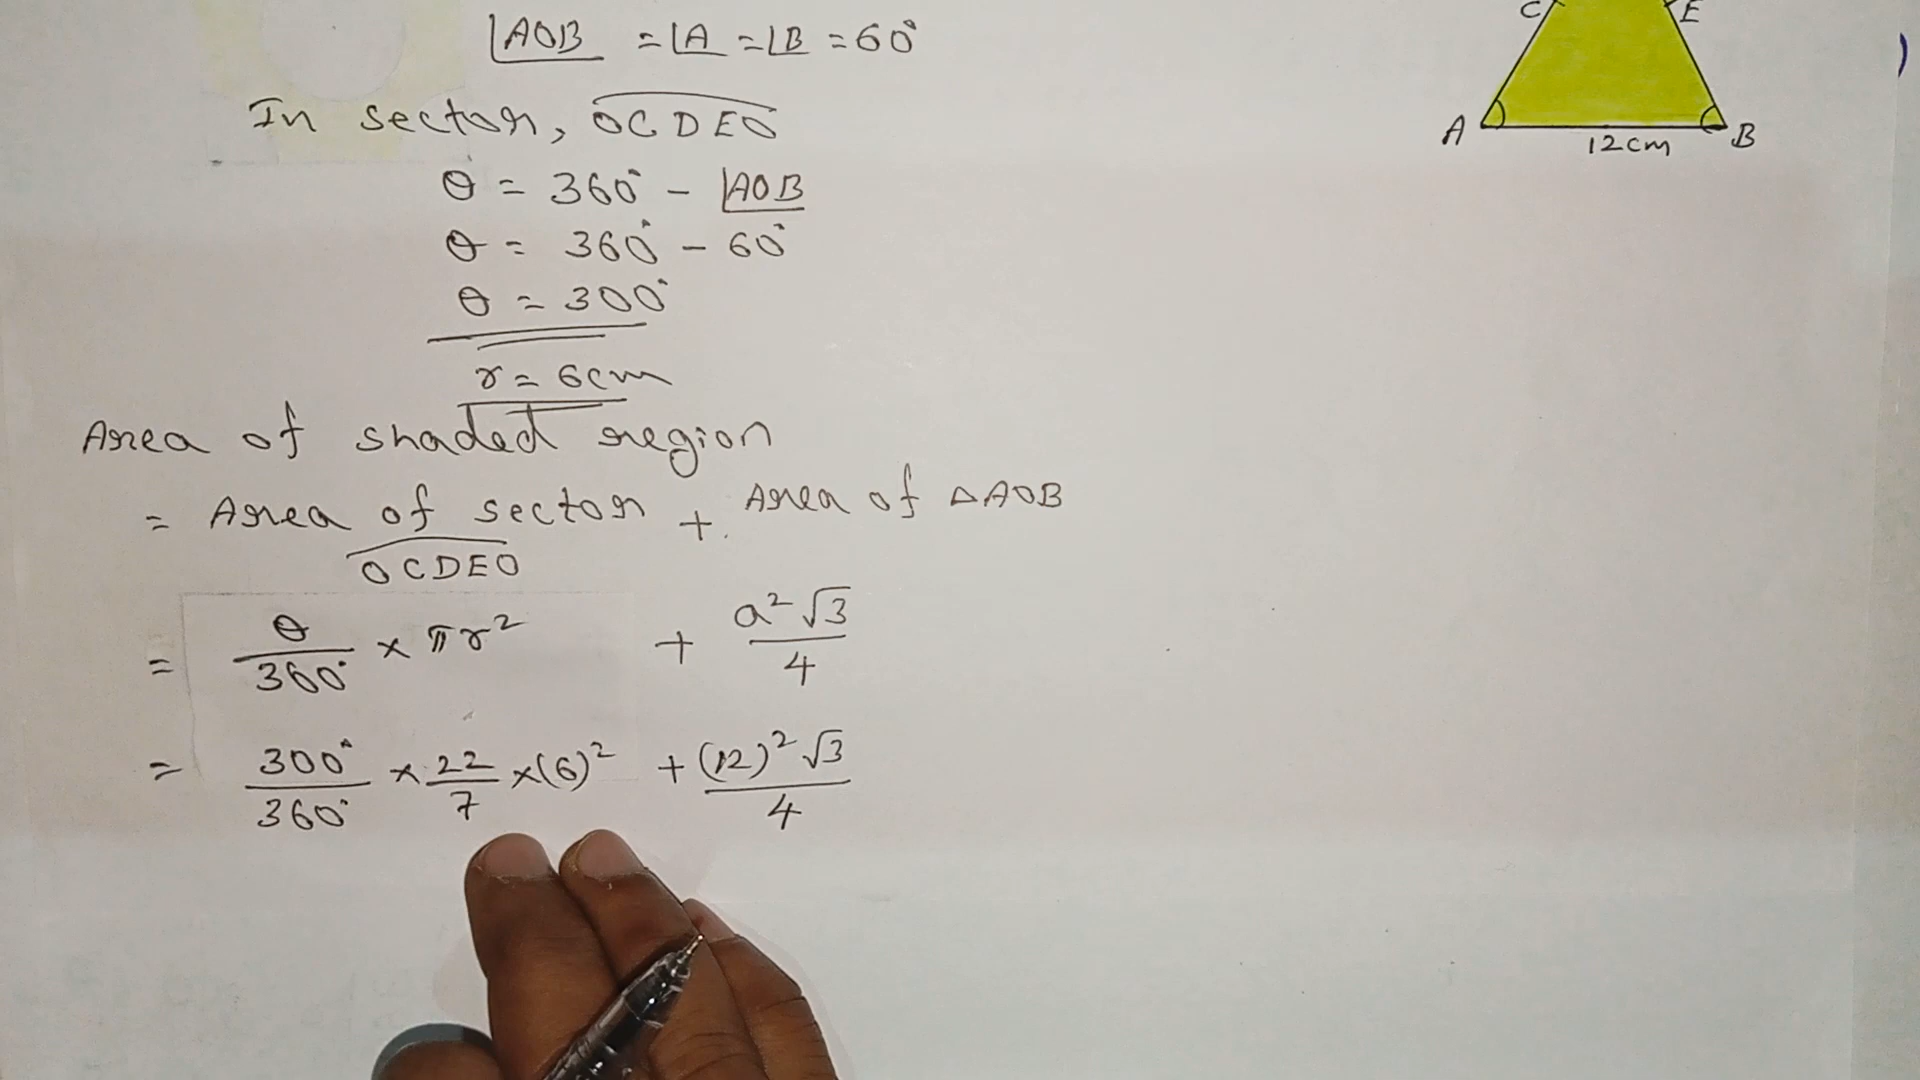 ∠AOB = ∠A = ∠B = 60°
In sector, OCDEO
θ = 360° - ∠AOB
θ = 360° - 60°
θ = 300°
r = 6cm
Area of shaded region
= Area of sector + Area of △AOB
OCDEO
= θ/360° × πr² + a²√3/4
= 300°/360° × 22/7 × (6)² + (12)²√3/4
C E
A B
12cm